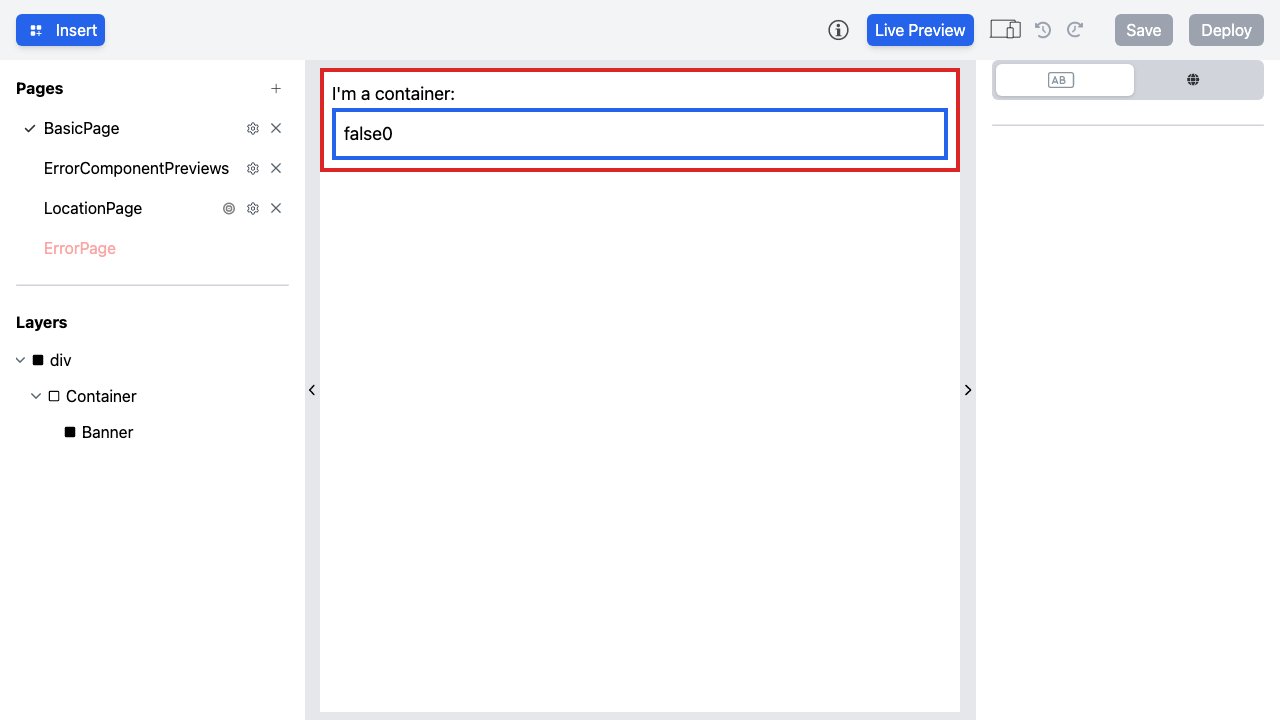 Insert
Live Preview
Save
Deploy
Pages
BasicPage
ErrorComponentPreviews
LocationPage
ErrorPage
Layers
div
Container
Banner
I'm a container:
false0
AB